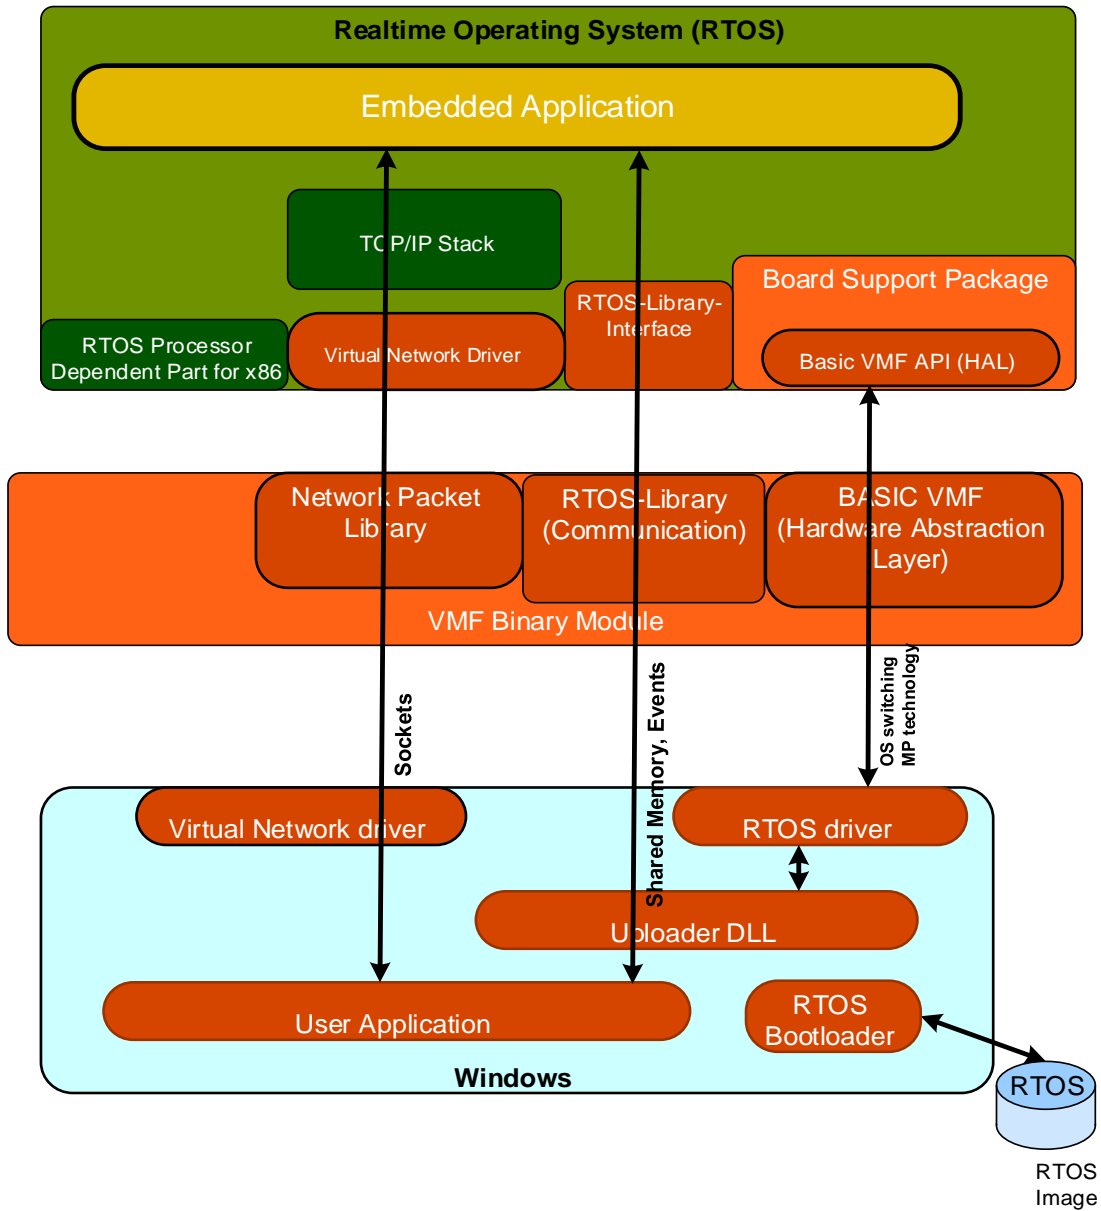 Realtime Operating System (RTOS)
Embedded Application
TCP/IP Stack
Board Support Package
RTOS-Library-
Interface
RTOS Processor
Dependent Part for x86
Virtual Network Driver
Basic VMF API (HAL)
Network Packet
Library
RTOS-Library
(Communication)
BASIC VMF
(Hardware Abstraction
Layer)
VMF Binary Module
Sockets
Shared Memory, Events
OS switching
MP technology
Virtual Network driver
RTOS driver
Uploader DLL
User Application
RTOS
Bootloader
Windows
RTOS
RTOS
Image